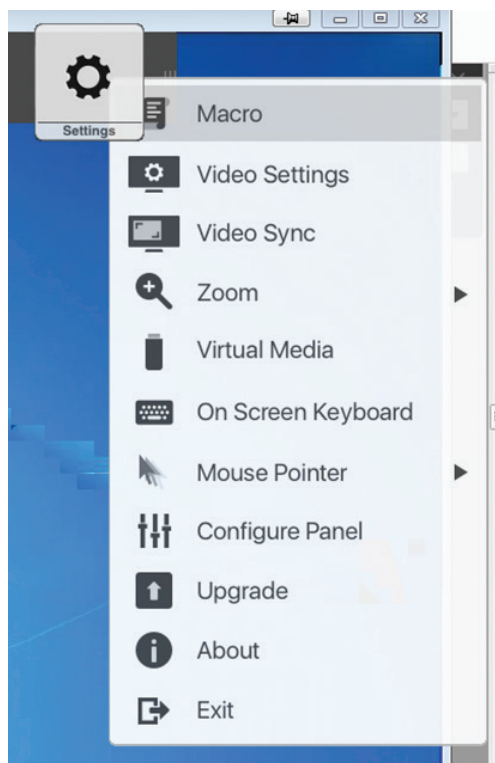 Settings
Macro
Video Settings
Video Sync
Zoom
Virtual Media
On Screen Keyboard
Mouse Pointer
Configure Panel
Upgrade
About
Exit